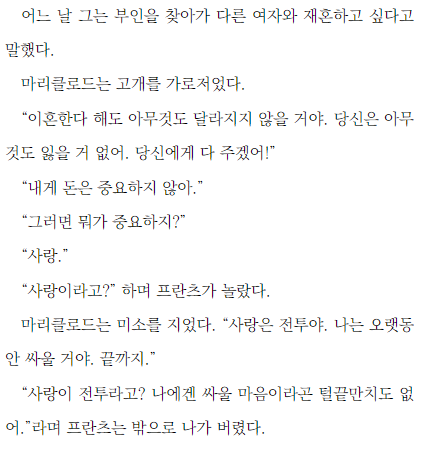 어느 날 그는 부인을 찾아가 다른 여자와 재혼하고 싶다고
말했다.
마리클로드는 고개를 가로저었다.
“이혼한다 해도 아무것도 달라지지 않을 거야. 당신은 아무
것도 잃을 거 없어. 당신에게 다 주겠어!”
“내게 돈은 중요하지 않아.”
“그러면 뭐가 중요하지?”
“사랑.”
“사랑이라고?” 하며 프란츠가 놀랐다.
마리클로드는 미소를 지었다. “사랑은 전투야. 나는 오랫동
안 싸울 거야. 끝까지.”
“사랑이 전투라고? 나에겐 싸울 마음이라곤 털끝만치도 없
어.”라며 프란츠는 밖으로 나가 버렸다.